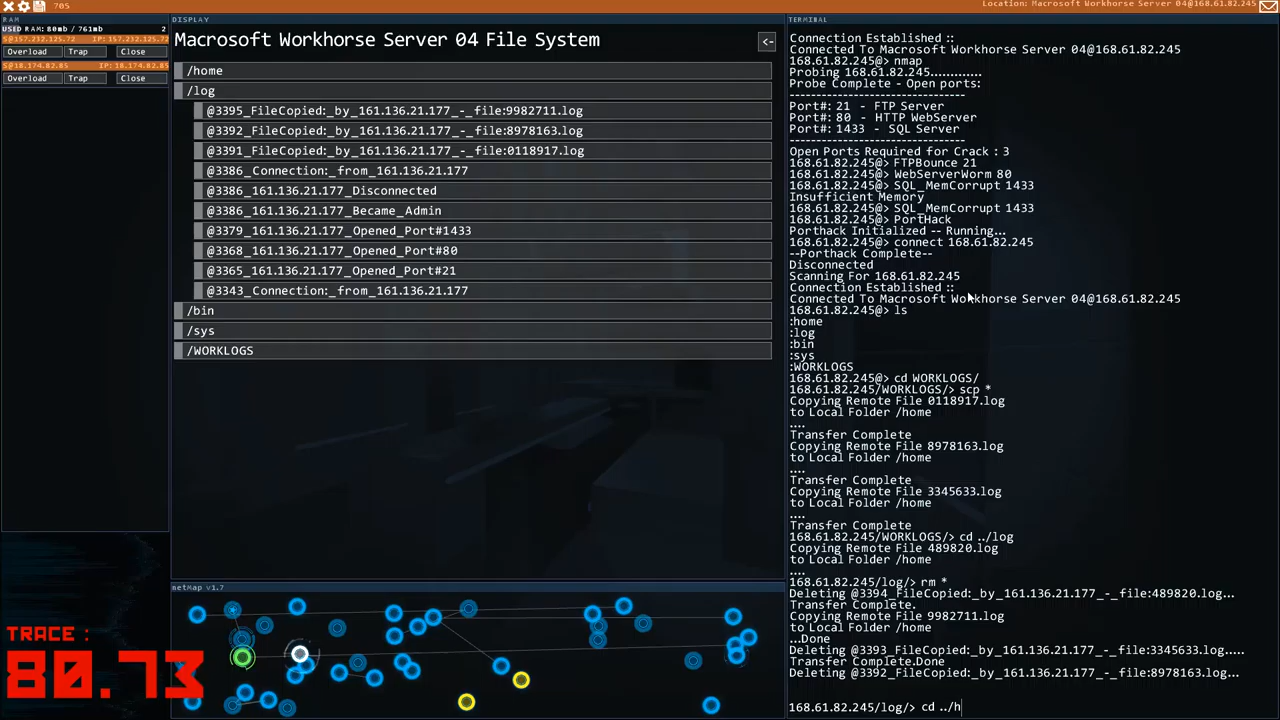 705
Location: Macrosoft Workhorse Server 04@168.61.82.245
RAM
USED RAM: 80mb / 761mb 2
S@157.232.125.72 IP: 157.232.125.72
Overload Trap Close
S@18.174.82.85 IP: 18.174.82.85
Overload Trap Close
DISPLAY
Macrosoft Workhorse Server 04 File System
<-
/home
/log
@3395_FileCopied:_by_161.136.21.177_-_file:9982711.log
@3392_FileCopied:_by_161.136.21.177_-_file:8978163.log
@3391_FileCopied:_by_161.136.21.177_-_file:0118917.log
@3386_Connection:_from_161.136.21.177
@3386_161.136.21.177_Disconnected
@3386_161.136.21.177_Became_Admin
@3379_161.136.21.177_Opened_Port#1433
@3368_161.136.21.177_Opened_Port#80
@3365_161.136.21.177_Opened_Port#21
@3343_Connection:_from_161.136.21.177
/bin
/sys
/WORKLOGS
netMap v1.7
TRACE :
80.73
TERMINAL
Connection Established ::
Connected To Macrosoft Workhorse Server 04@168.61.82.245
168.61.82.245@> nmap
Probing 168.61.82.245.............
Probe Complete - Open ports:
---------------------------------
Port#: 21 - FTP Server
Port#: 80 - HTTP WebServer
Port#: 1433 - SQL Server
---------------------------------
Open Ports Required for Crack : 3
168.61.82.245@> FTPBounce 21
168.61.82.245@> WebServerWorm 80
168.61.82.245@> SQL_MemCorrupt 1433
Insufficient Memory
168.61.82.245@> SQL_MemCorrupt 1433
168.61.82.245@> PortHack
Porthack Initialized -- Running...
168.61.82.245@> connect 168.61.82.245
--Porthack Complete--
Disconnected
Scanning For 168.61.82.245
Connection Established ::
Connected To Macrosoft Workhorse Server 04@168.61.82.245
168.61.82.245@> ls
:home
:log
:bin
:sys
:WORKLOGS
168.61.82.245@> cd WORKLOGS/
168.61.82.245/WORKLOGS/> scp *
Copying Remote File 0118917.log
to Local Folder /home
....
Transfer Complete
Copying Remote File 8978163.log
to Local Folder /home
....
Transfer Complete
Copying Remote File 3345633.log
to Local Folder /home
....
Transfer Complete
168.61.82.245/WORKLOGS/> cd ../log
Copying Remote File 489820.log
to Local Folder /home
....
168.61.82.245/log/> rm *
Deleting @3394_FileCopied:_by_161.136.21.177_-_file:489820.log...
Transfer Complete.
Copying Remote File 9982711.log
to Local Folder /home
...Done
Deleting @3393_FileCopied:_by_161.136.21.177_-_file:3345633.log.....
Transfer Complete.Done
Deleting @3392_FileCopied:_by_161.136.21.177_-_file:8978163.log...
168.61.82.245/log/> cd ../h